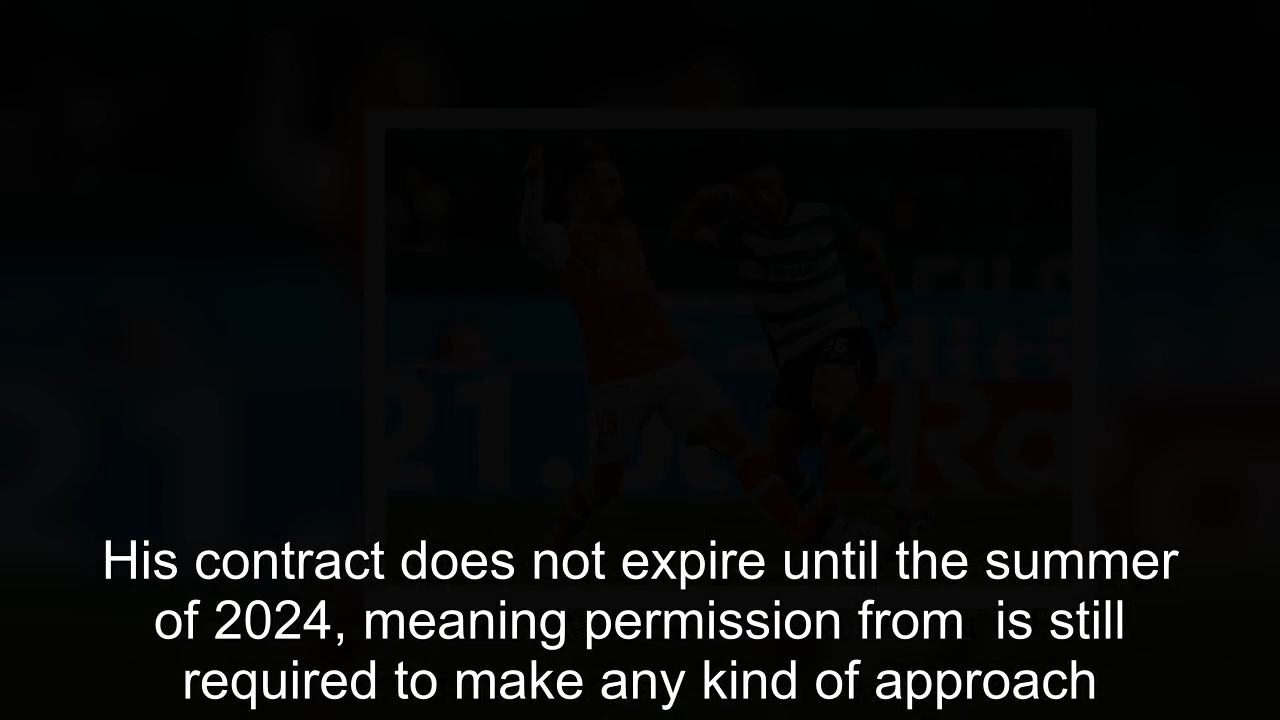 His contract does not expire until the summer
of 2024, meaning permission from  is still
required to make any kind of approach